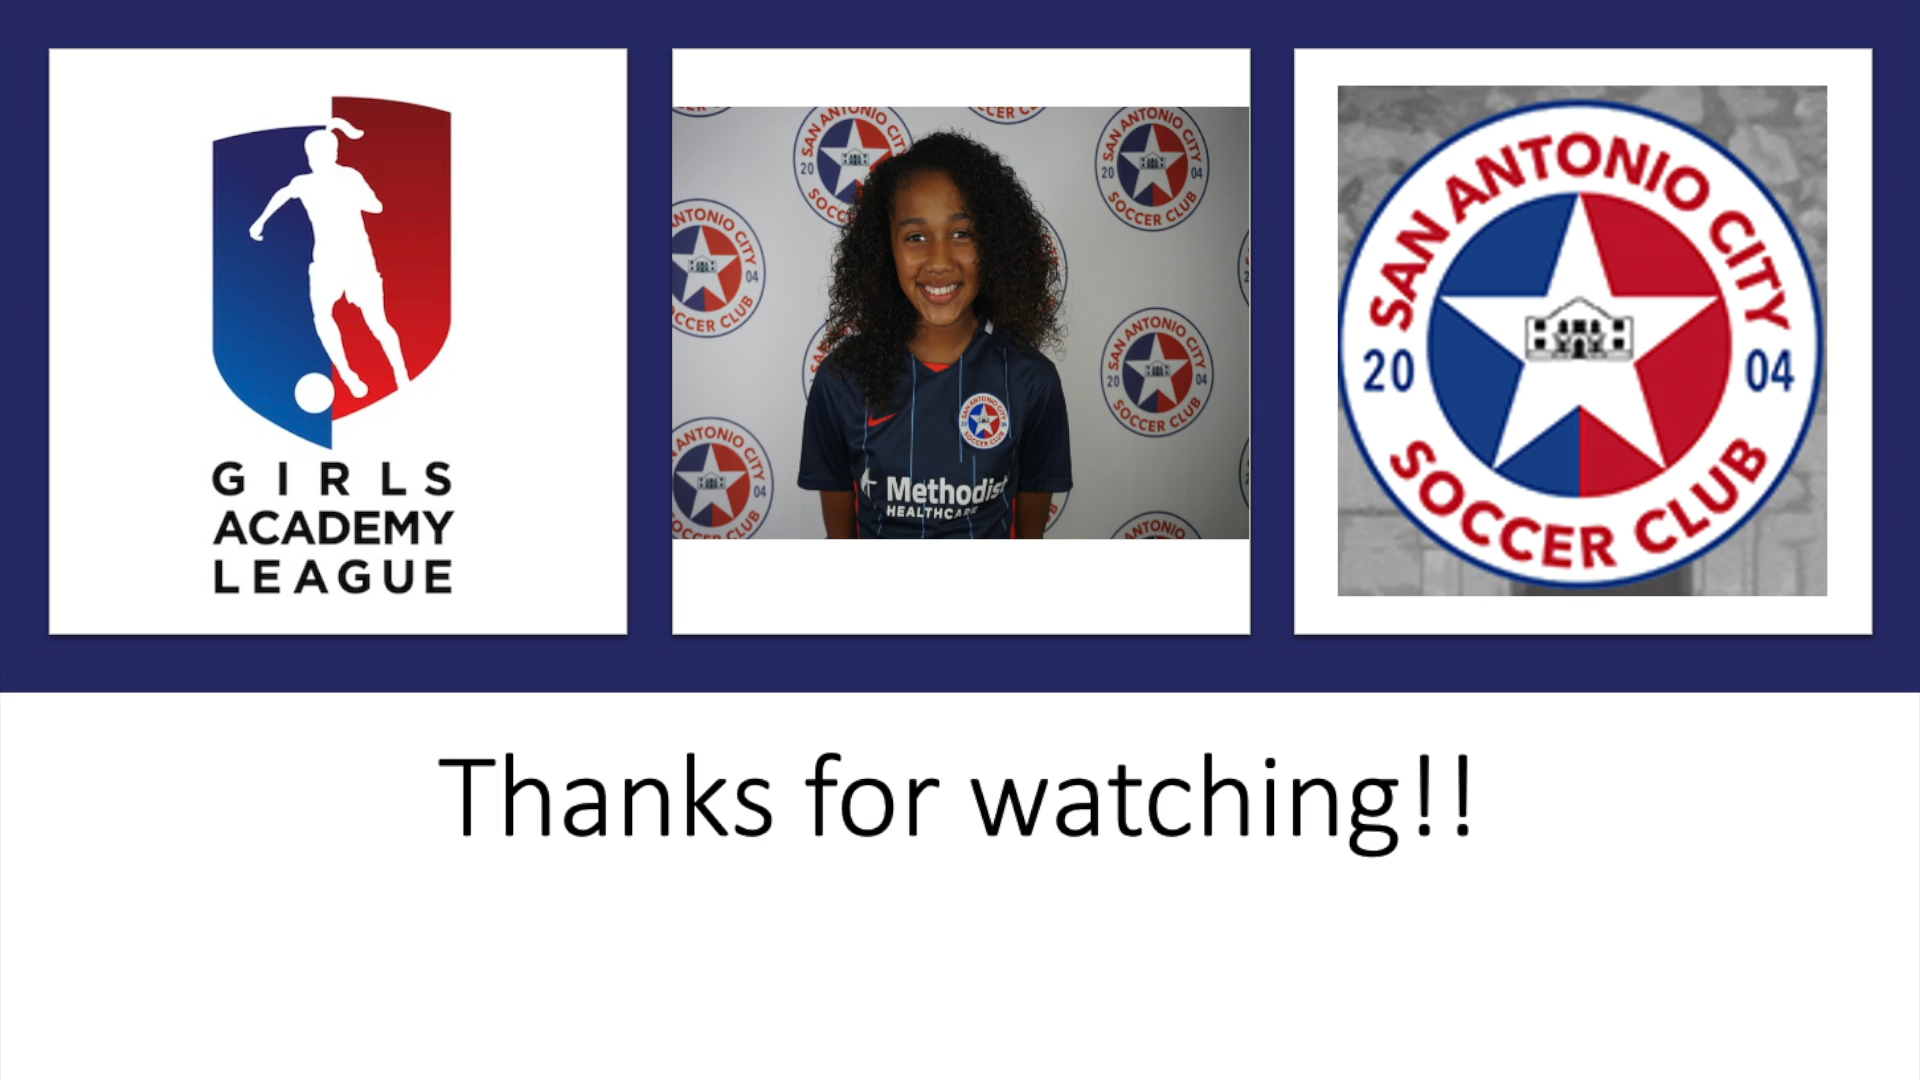 GIRLS
ACADEMY
LEAGUE
SAN ANTONIO CITY
20 04
SOCCER CLUB
Methodist
HEALTHCARE
SAN ANTONIO CITY
20 04
SOCCER CLUB
Thanks for watching!!